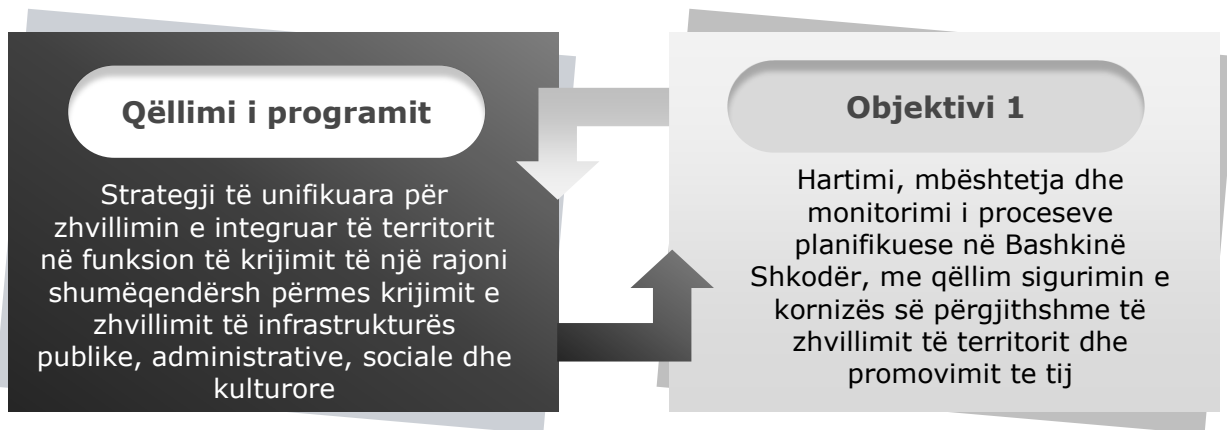 Qëllimi i programit
Strategji të unifikuara për
zhvillimin e integruar të territorit
në funksion të krijimit të një rajoni
shumëqendërsh përmes krijimit e
zhvillimit të infrastrukturës
publike, administrative, sociale dhe
kulturore
Objektivi 1
Hartimi, mbështetja dhe
monitorimi i proceseve
planifikuese në Bashkinë
Shkodër, me qëllim sigurimin e
kornizës së përgjithshme të
zhvillimit të territorit dhe
promovimit te tij